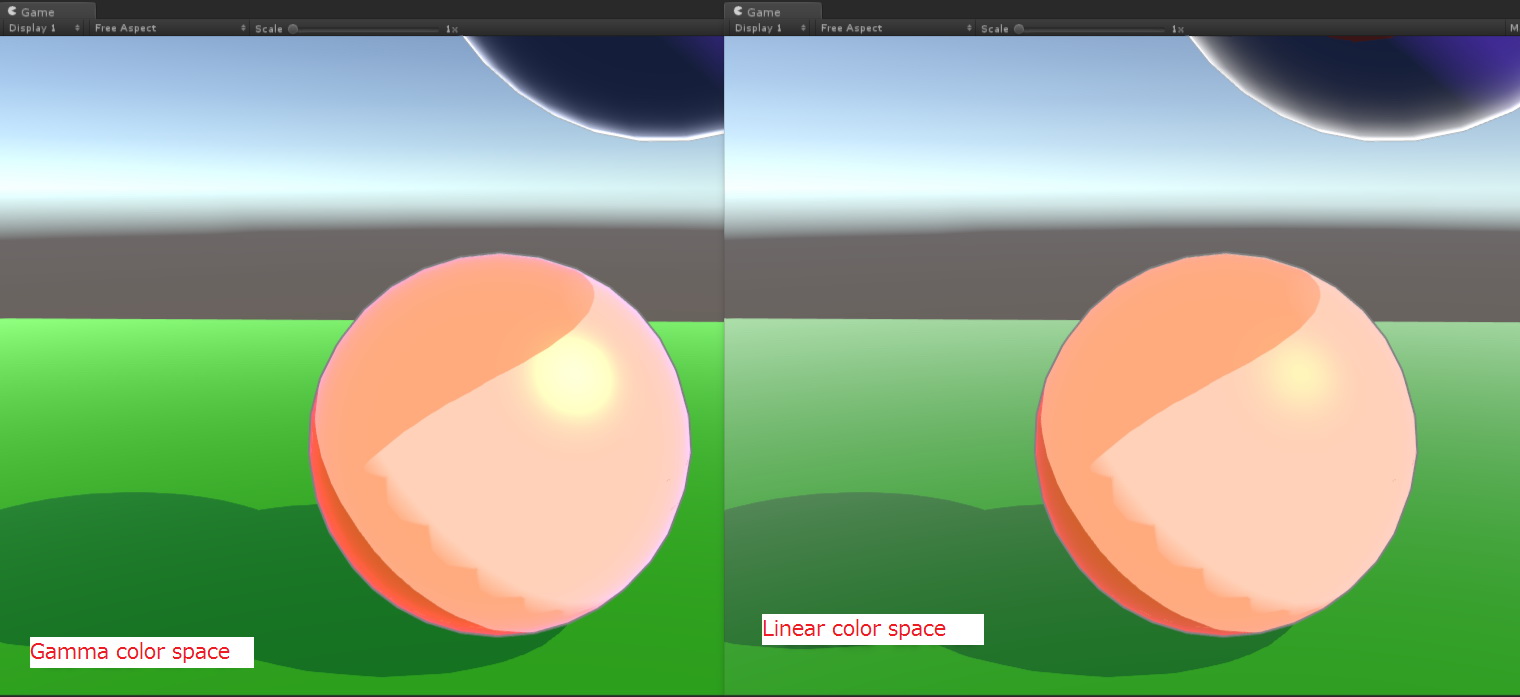 Game
Display 1
Free Aspect
Scale
1x
Game
Display 1
Free Aspect
Scale
1x
M
Gamma color space
Linear color space